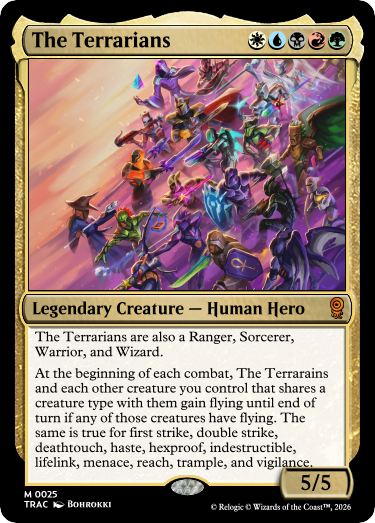 The Terrarians
Legendary Creature — Human Hero
The Terrarians are also a Ranger, Sorcerer,
Warrior, and Wizard.
At the beginning of each combat, The Terrarains
and each other creature you control that shares a
creature type with them gain flying until end of
turn if any of those creatures have flying. The
same is true for first strike, double strike,
deathtouch, haste, hexproof, indestructible,
lifelink, menace, reach, trample, and vigilance.
5/5
M 0025
TRAC Bohrokki
© Relogic © Wizards of the Coast™, 2026